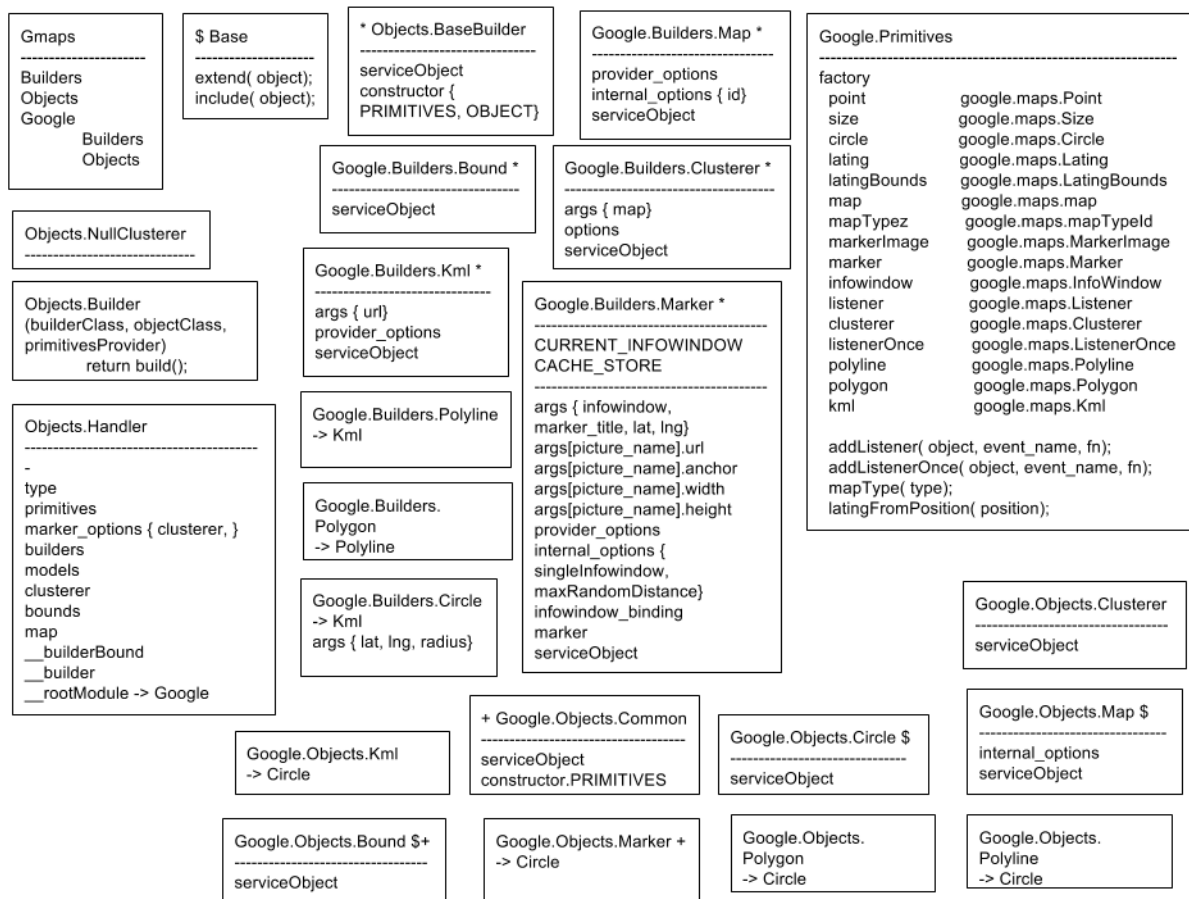 Gmaps
----------------------
Builders
Objects
Google
Builders
Objects
$ Base
---------------------
extend( object);
include( object);
* Objects.BaseBuilder
-------------------------------
serviceObject
constructor {
PRIMITIVES, OBJECT}
Google.Builders.Map *
--------------------------------
provider_options
internal_options { id}
serviceObject
Google.Primitives
---------------------------------------------------------------
factory
point google.maps.Point
size google.maps.Size
circle google.maps.Circle
lating google.maps.Lating
latingBounds google.maps.LatingBounds
map google.maps.map
mapTypez google.maps.mapTypeId
markerImage google.maps.MarkerImage
marker google.maps.Marker
infowindow google.maps.InfoWindow
listener google.maps.Listener
clusterer google.maps.Clusterer
listenerOnce google.maps.ListenerOnce
polyline google.maps.Polyline
polygon google.maps.Polygon
kml google.maps.Kml
addListener( object, event_name, fn);
addListenerOnce( object, event_name, fn);
mapType( type);
latingFromPosition( position);
Google.Builders.Bound *
---------------------------------
serviceObject
Google.Builders.Clusterer *
-------------------------------------
args { map}
options
serviceObject
Objects.NullClusterer
------------------------------
Google.Builders.Kml *
-------------------------------
args { url}
provider_options
serviceObject
Objects.Builder
(builderClass, objectClass,
primitivesProvider)
return build();
Google.Builders.Marker *
-----------------------------------------
CURRENT_INFOWINDOW
CACHE_STORE
-----------------------------------------
args { infowindow,
marker_title, lat, lng}
args[picture_name].url
args[picture_name].anchor
args[picture_name].width
args[picture_name].height
provider_options
internal_options {
singleInfowindow,
maxRandomDistance}
infowindow_binding
marker
serviceObject
Google.Builders.Polyline
-> Kml
Objects.Handler
-----------------------------------------
-
type
primitives
marker_options { clusterer, }
builders
models
clusterer
bounds
map
__builderBound
__builder
__rootModule -> Google
Google.Builders.
Polygon
-> Polyline
Google.Builders.Circle
-> Kml
args { lat, lng, radius}
Google.Objects.Clusterer
----------------------------------
serviceObject
+ Google.Objects.Common
------------------------------------
serviceObject
constructor.PRIMITIVES
Google.Objects.Circle $
-------------------------------
serviceObject
Google.Objects.Map $
---------------------------------
internal_options
serviceObject
Google.Objects.Kml
-> Circle
Google.Objects.Bound $+
----------------------------------
serviceObject
Google.Objects.Marker +
-> Circle
Google.Objects.
Polygon
-> Circle
Google.Objects.
Polyline
-> Circle